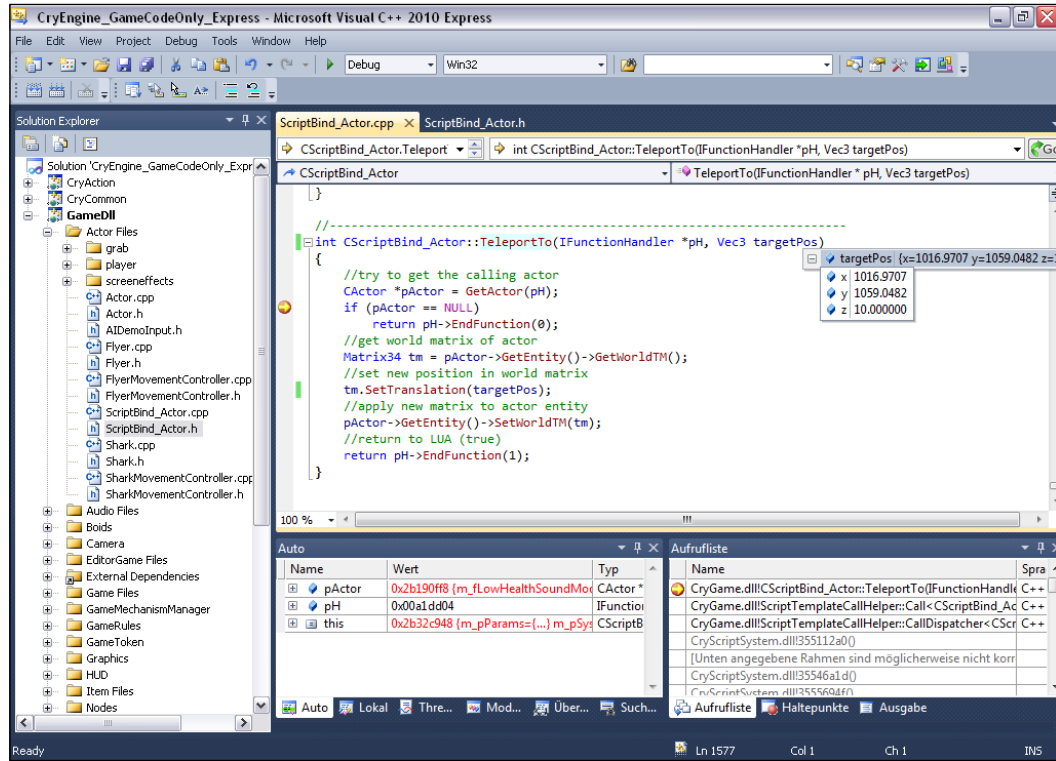 CryEngine_GameCodeOnly_Express - Microsoft Visual C++ 2010 Express
File Edit View Project Debug Tools Window Help
Debug Win32
Solution Explorer
Solution 'CryEngine_GameCodeOnly_Expr
CryAction
CryCommon
GameDll
Actor Files
grab
player
screeneffects
Actor.cpp
Actor.h
AIDemoInput.h
Flyer.cpp
Flyer.h
FlyerMovementController.cpp
FlyerMovementController.h
ScriptBind_Actor.cpp
ScriptBind_Actor.h
Shark.cpp
Shark.h
SharkMovementController.cpp
SharkMovementController.h
Audio Files
Boids
Camera
EditorGame Files
External Dependencies
Game Files
GameMechanismManager
GameRules
GameToken
Graphics
HUD
Item Files
Nodes
ScriptBind_Actor.cpp ScriptBind_Actor.h
CScriptBind_Actor.Teleport int CScriptBind_Actor::TeleportTo(IFunctionHandler *pH, Vec3 targetPos) Go
CScriptBind_Actor TeleportTo(IFunctionHandler * pH, Vec3 targetPos)
}
//----------------------------------------------------------------------
int CScriptBind_Actor::TeleportTo(IFunctionHandler *pH, Vec3 targetPos)
{
//try to get the calling actor
CActor *pActor = GetActor(pH);
if (pActor == NULL)
return pH->EndFunction(0);
//get world matrix of actor
Matrix34 tm = pActor->GetEntity()->GetWorldTM();
//set new position in world matrix
tm.SetTranslation(targetPos);
//apply new matrix to actor entity
pActor->GetEntity()->SetWorldTM(tm);
//return to LUA (true)
return pH->EndFunction(1);
}
targetPos {x=1016.9707 y=1059.0482 z=
x 1016.9707
y 1059.0482
z 10.000000
100 %
Auto
Name Wert Typ
pActor 0x2b190ff8 {m_fLowHealthSoundMoo CActor *
pH 0x00a1dd04 IFunction
this 0x2b32c948 {m_pParams={...} m_pSys CScriptB
Auto Lokal Thre... Mod... Über... Such...
Aufrufliste
Name Spra
CryGame.dll!CScriptBind_Actor::TeleportTo(IFunctionHandle C++
CryGame.dll!ScriptTemplateCallHelper::Call<CScriptBind_Ac C++
CryGame.dll!ScriptTemplateCallHelper::CallDispatcher<CScr C++
CryScriptSystem.dll!355112a0()
[Unten angegebene Rahmen sind möglicherweise nicht korr
CryScriptSystem.dll!35546a1d()
CryScriptSystem.dll!3555694f()
Aufrufliste Haltepunkte Ausgabe
Ready Ln 1577 Col 1 Ch 1 INS